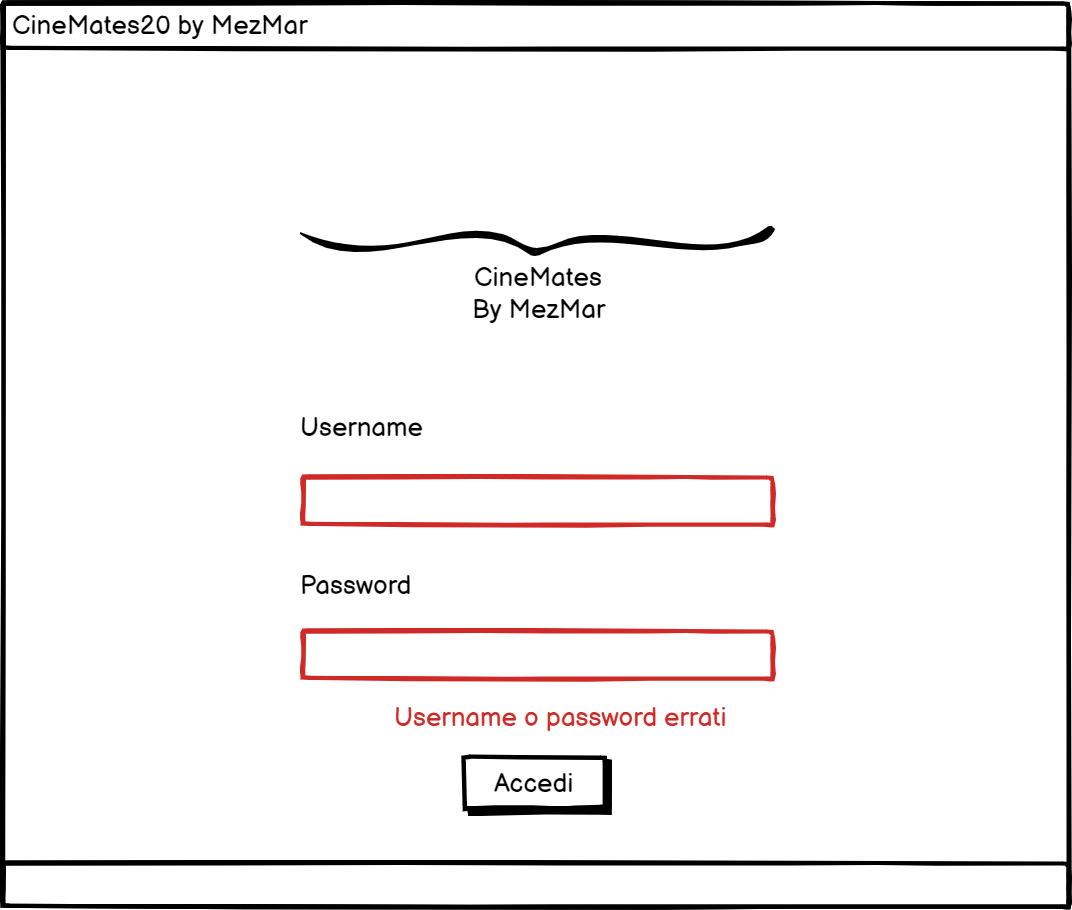 CineMates20 by MezMar
CineMates
By MezMar
Username
Password
Username o password errati
Accedi